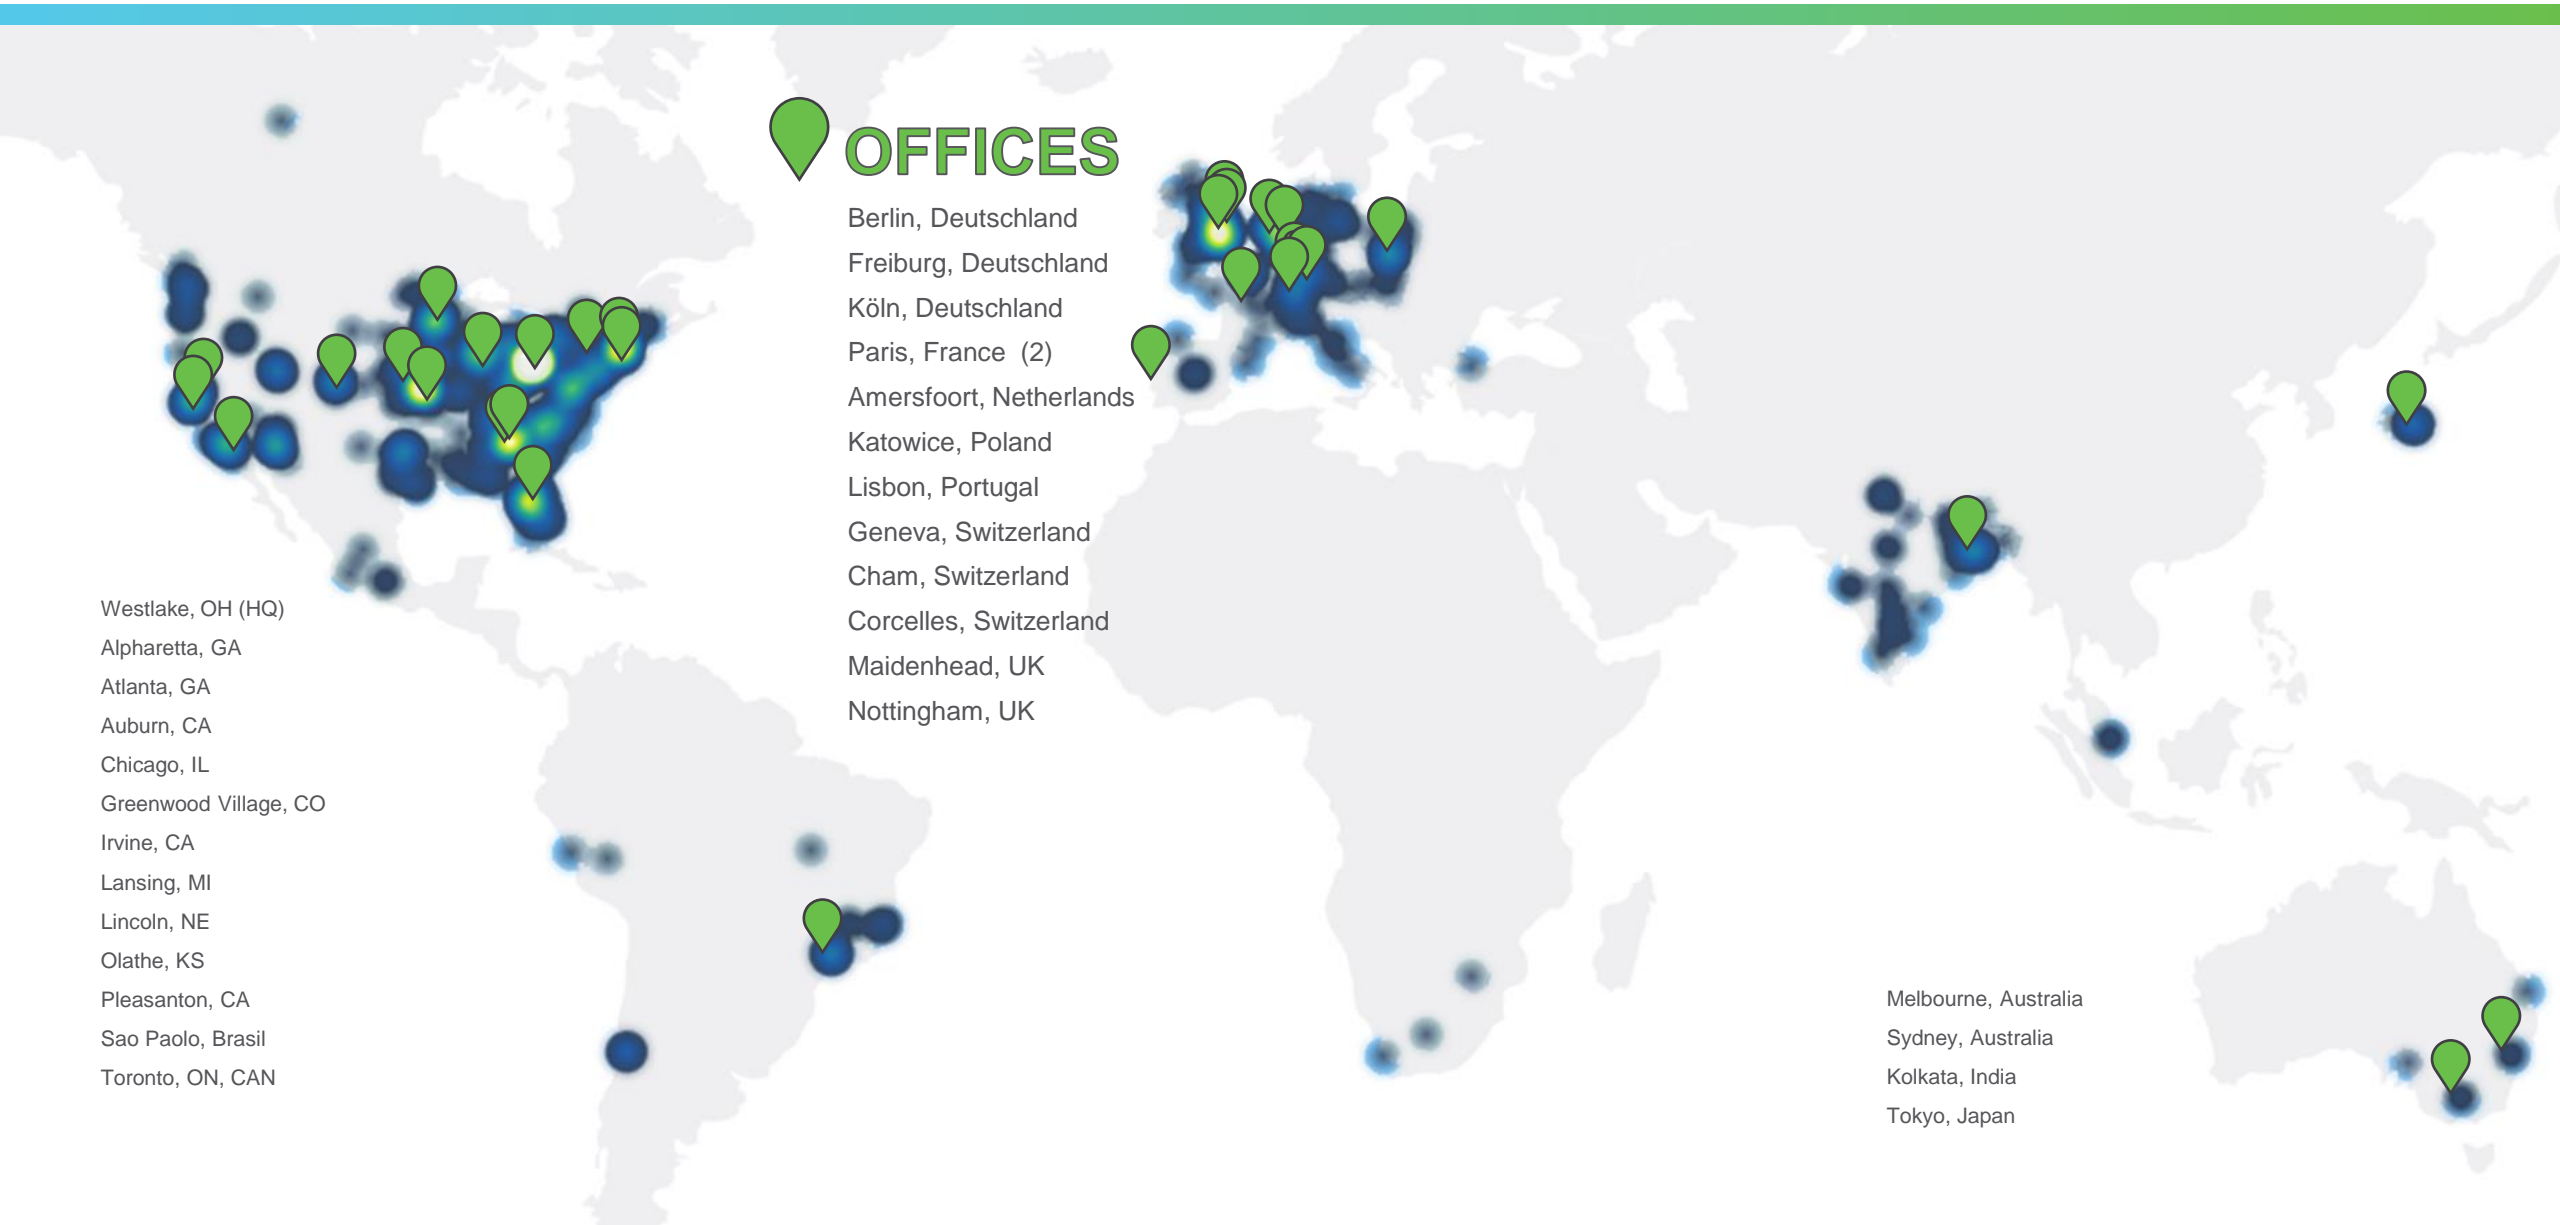 OFFICES
Berlin, Deutschland
Freiburg, Deutschland
Köln, Deutschland
Paris, France  (2)
Amersfoort, Netherlands
Katowice, Poland
Lisbon, Portugal
Geneva, Switzerland
Cham, Switzerland
Corcelles, Switzerland
Maidenhead, UK
Nottingham, UK
Westlake, OH (HQ)
Alpharetta, GA
Atlanta, GA
Auburn, CA
Chicago, IL
Greenwood Village, CO
Irvine, CA
Lansing, MI
Lincoln, NE
Olathe, KS
Pleasanton, CA
Sao Paolo, Brasil
Toronto, ON, CAN
Melbourne, Australia
Sydney, Australia
Kolkata, India
Tokyo, Japan